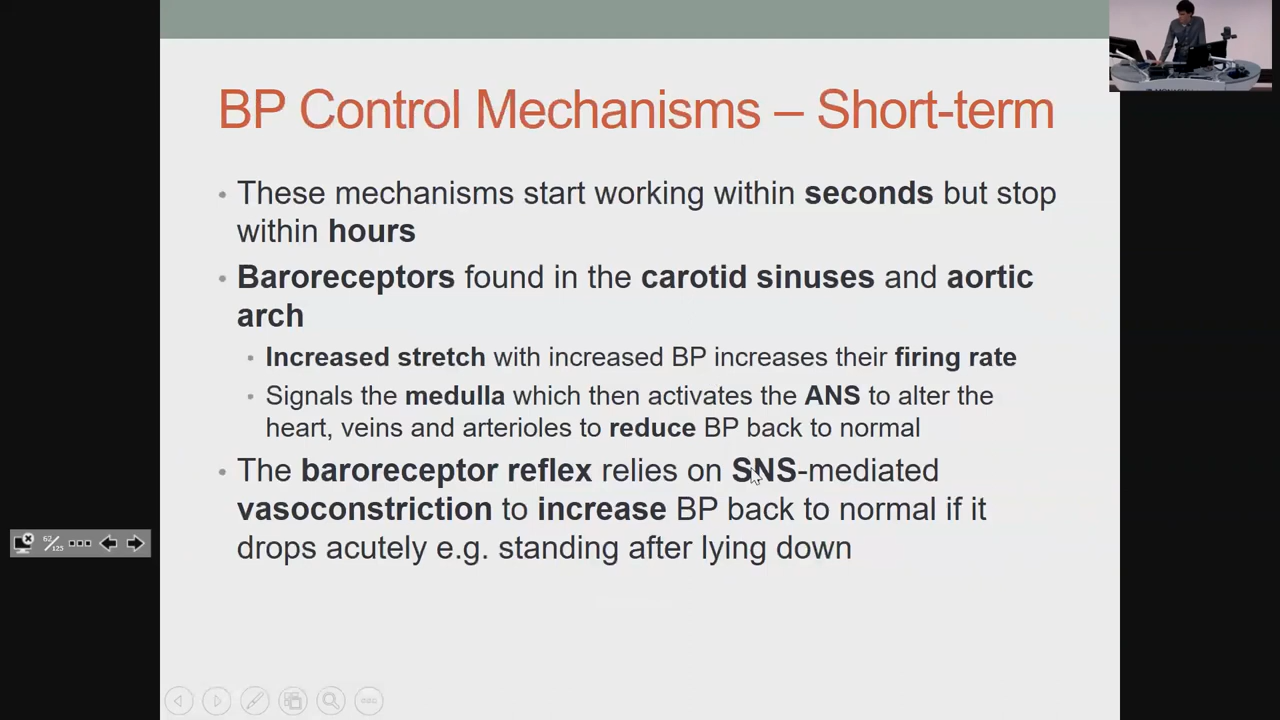 BP Control Mechanisms – Short-term
These mechanisms start working within seconds but stop
within hours
Baroreceptors found in the carotid sinuses and aortic
arch
Increased stretch with increased BP increases their firing rate
Signals the medulla which then activates the ANS to alter the
heart, veins and arterioles to reduce BP back to normal
The baroreceptor reflex relies on SNS-mediated
vasoconstriction to increase BP back to normal if it
drops acutely e.g. standing after lying down
62/125